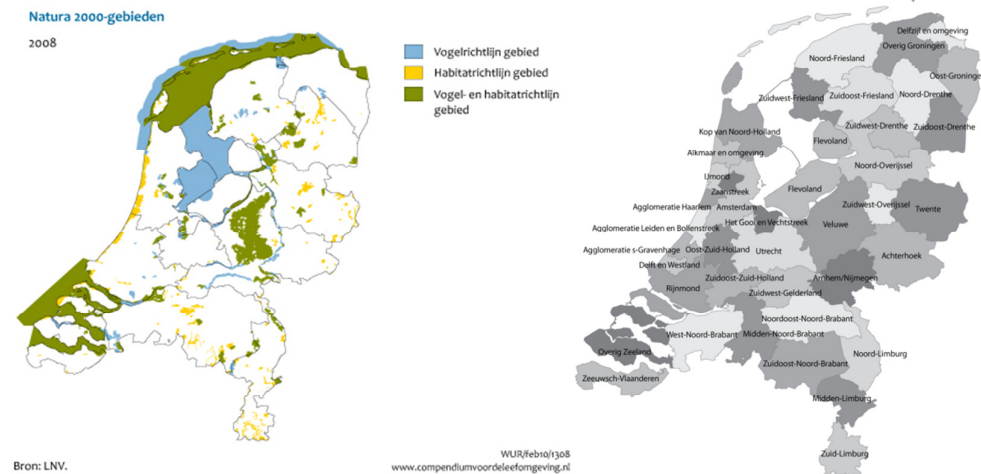 Natura 2000-gebieden
2008
Vogelrichtlijn gebied
Habitatrichtlijn gebied
Vogel- en habitatrichtlijn
gebied
Bron: LNV.
WUR/feb10/1308
www.compendiumvoordeleefomgeving.nl
Delfzijl en omgeving
Overig Groningen
Noord-Friesland
Oost-Groninge
Zuidwest-Friesland
Zuidoost-Friesland
Noord-Drenthe
Kop van Noord-Holland
Zuidwest-Drenthe
Zuidoost-Drenthe
Flevoland
Alkmaar en omgeving
Noord-Overijssel
IJmond
Zaanstreek
Flevoland
Agglomeratie Haarlem
Amsterdam
Zuidwest-Overijssel
Twente
Het Gooi en Vechtstreek
Agglomeratie Leiden en Bollenstreek
Veluwe
Agglomeratie s-Gravenhage
Oost-Zuid-Holland
Utrecht
Achterhoek
Delft en Westland
Zuidoost-Zuid-Holland
Arnhem/Nijmegen
Rijnmond
Zuidwest-Gelderland
Noordoost-Noord-Brabant
West-Noord-Brabant
Midden-Noord-Brabant
Overig Zeeland
Noord-Limburg
Zuidoost-Noord-Brabant
Zeeuwsch-Vlaanderen
Midden-Limburg
Zuid-Limburg